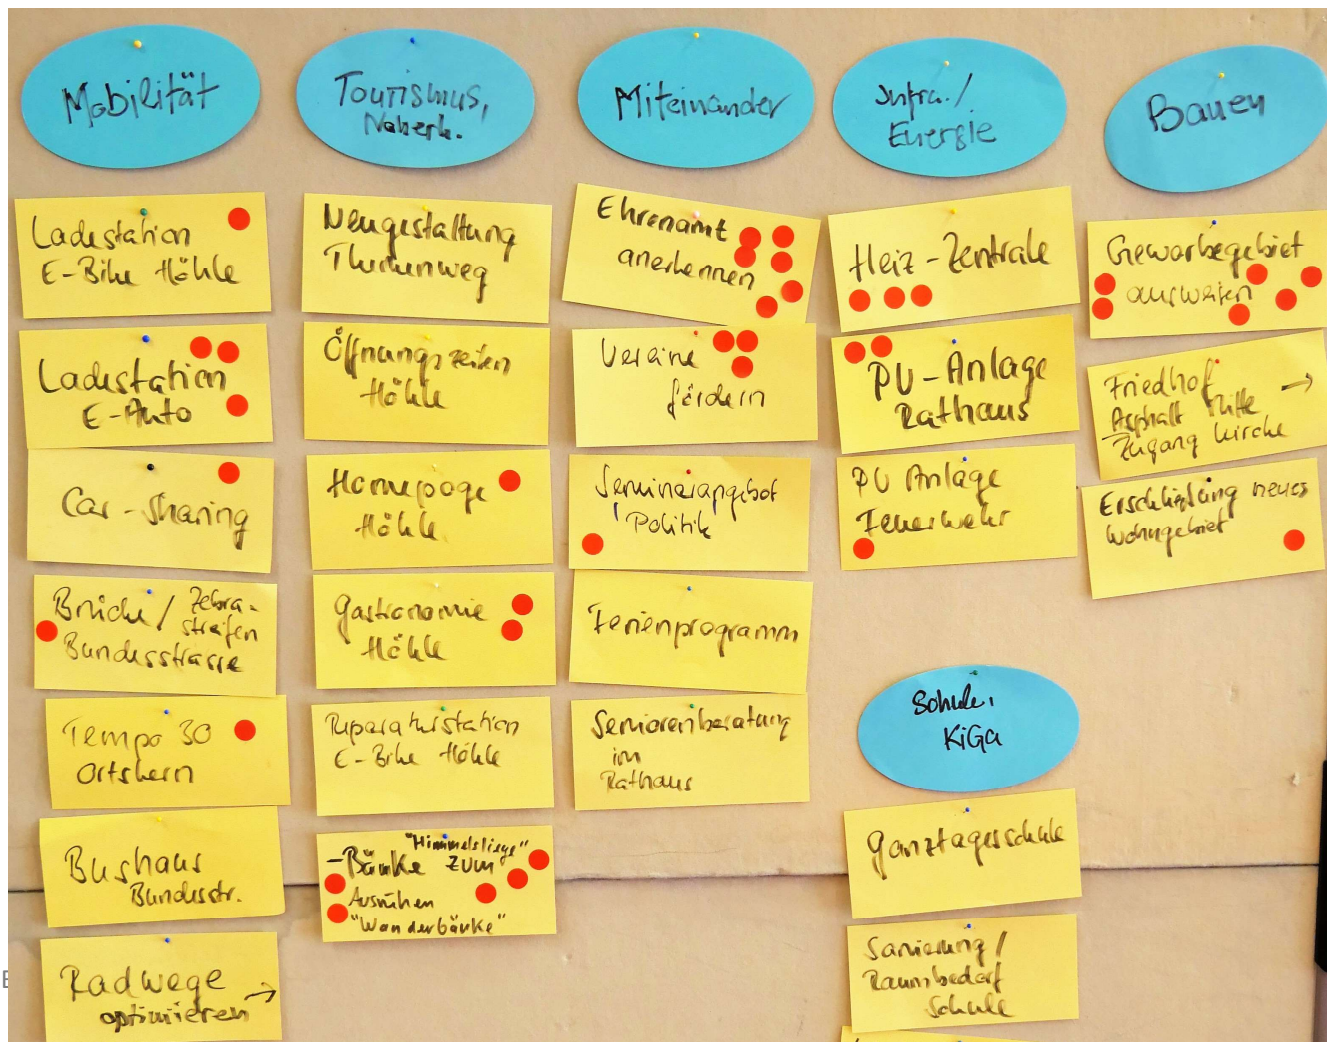 Mobilität
Ladestation
E-Bike Höhle
Ladestation
E-Auto
Car-Sharing
Brücke / Zebra-
streifen
Bundesstrasse
Tempo 30
Ortskern
Bushaus
Bundesstr.
Radwege
optimieren →
Tourismus,
Naherh.
Neugestaltung
Themenweg
Öffnungszeiten
Höhle
Homepage
Höhle
Gastronomie
Höhle
Reparaturstation
E-Bike Höhle
"Himmelsliege"
-Bänke zum
Ausruhen
"Wanderbänke"
Miteinander
Ehrenamt
anerkennen
Vereine
fördern
Seminarangebot
Politik
Ferienprogramm
Seniorenberatung
im
Rathaus
Infra./
Energie
Heiz-Zentrale
PV-Anlage
Rathaus
PV Anlage
Feuerwehr
Schule,
KiGa
Ganztagesschule
Sanierung /
Raumbedarf
Schule
Bauen
Gewerbegebiet
ausweisen
Friedhof →
Asphalt Mitte
Zugang Kirche
Erschließung neues
Wohngebiet